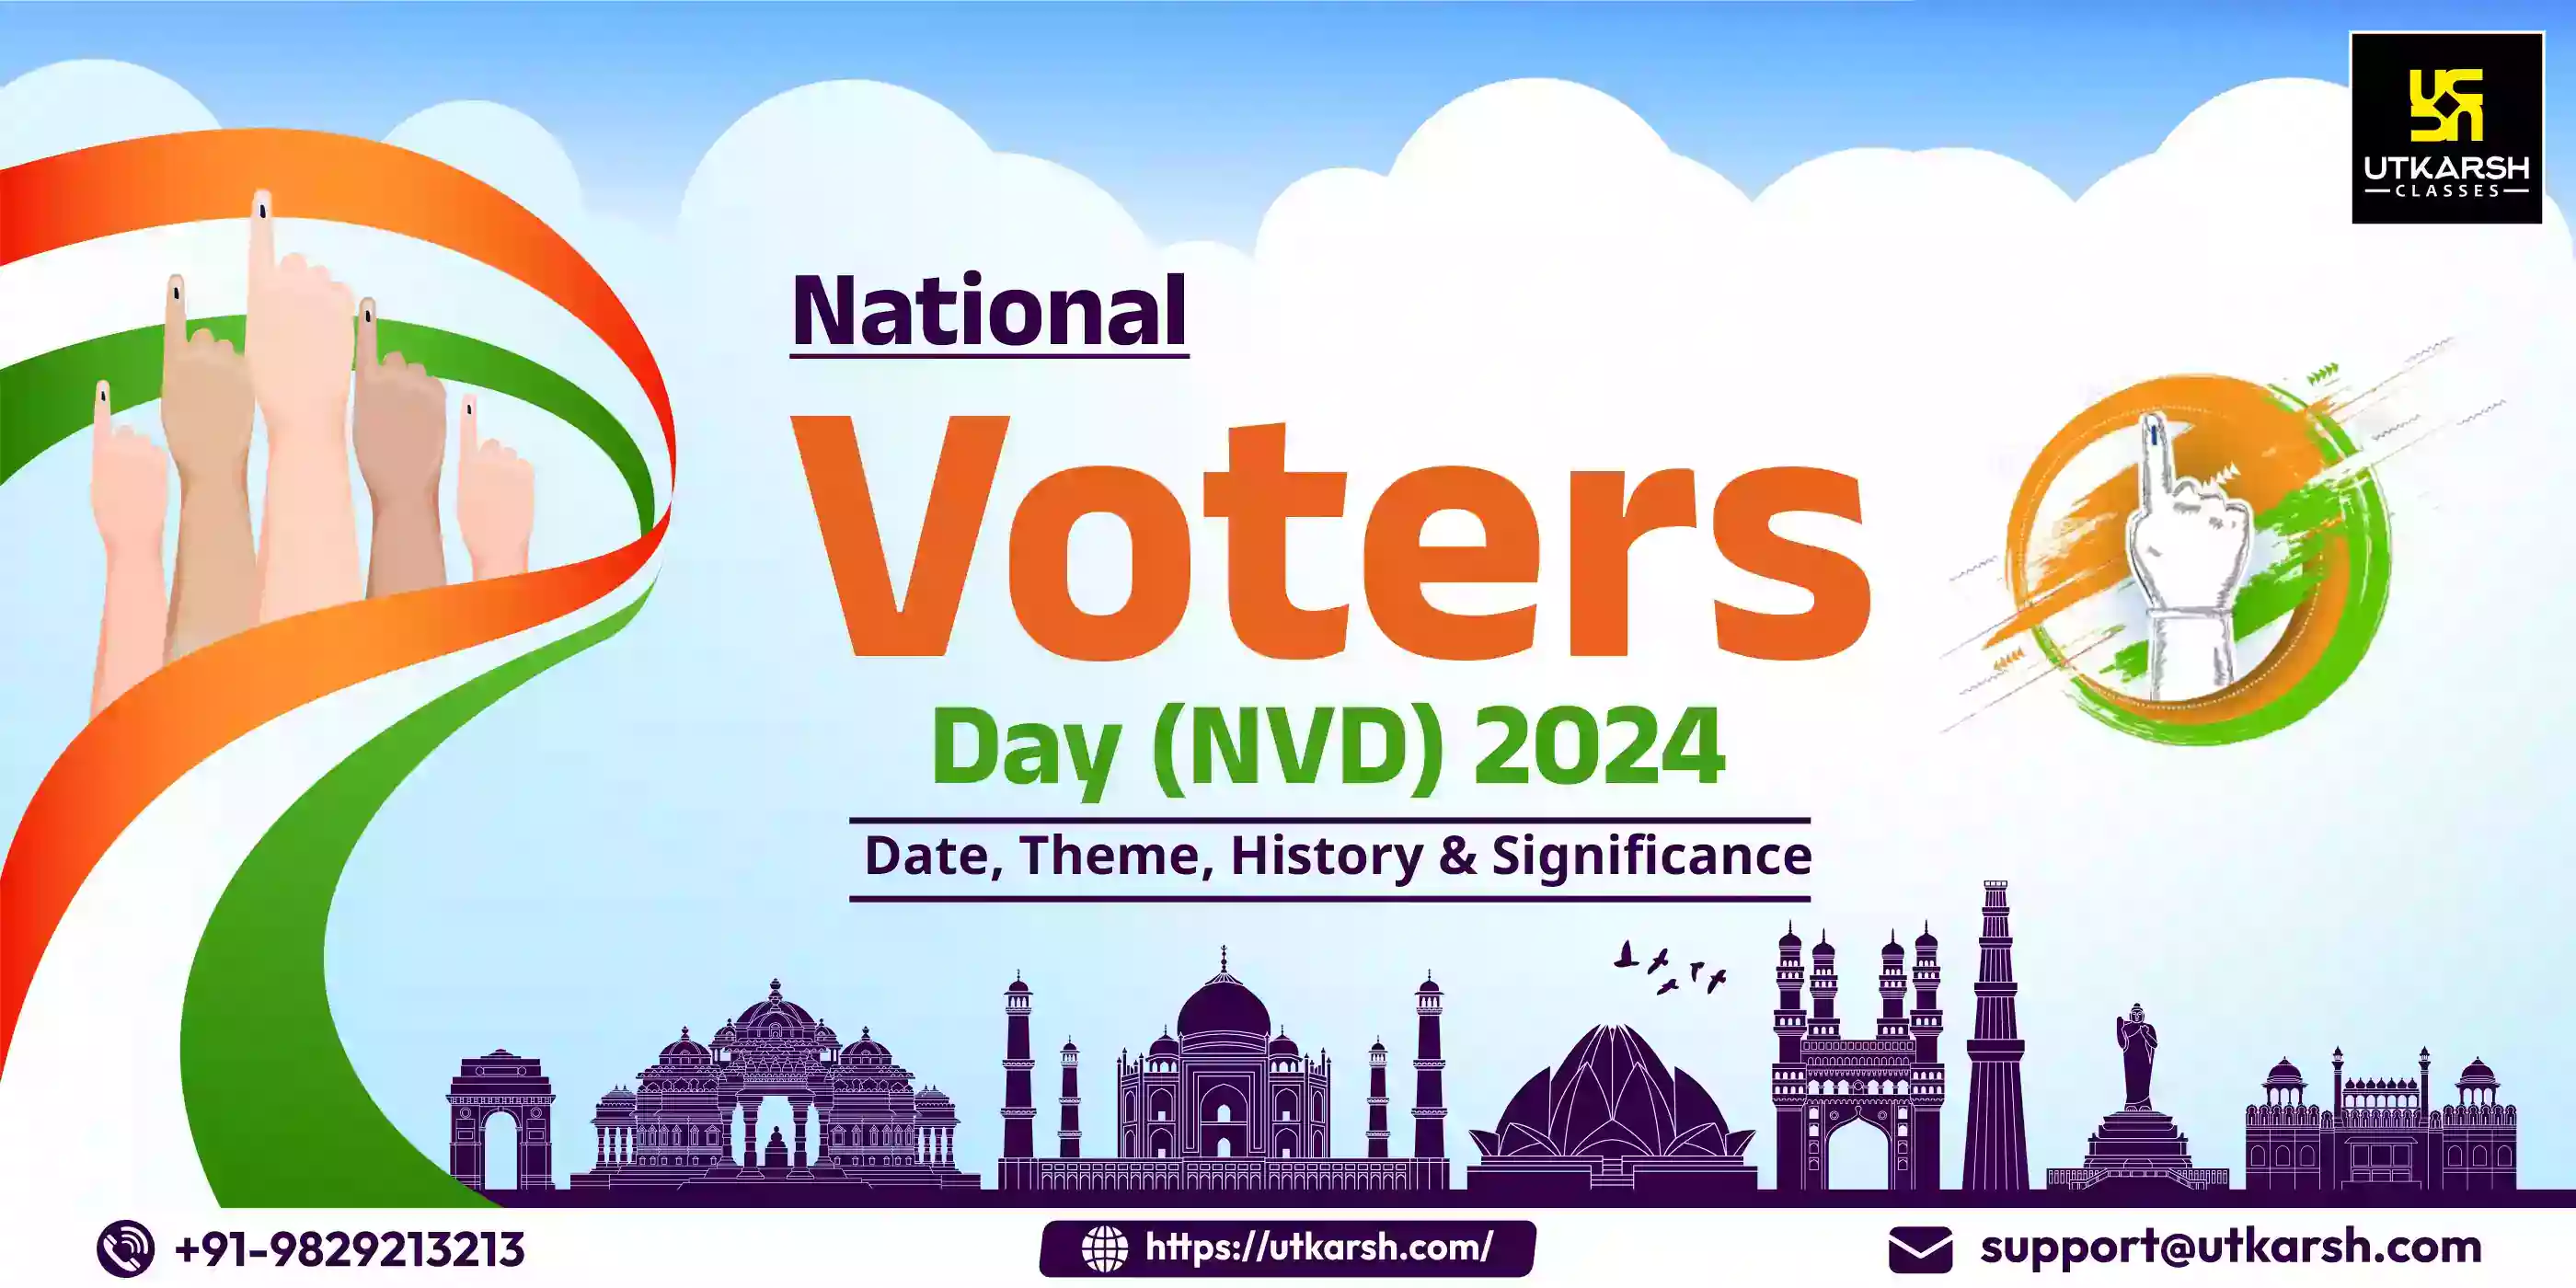 UTKARSH
CLASSES
National
Voters
Day (NVD) 2024
Date, Theme, History & Significance
+91-9829213213
https://utkarsh.com/
support@utkarsh.com